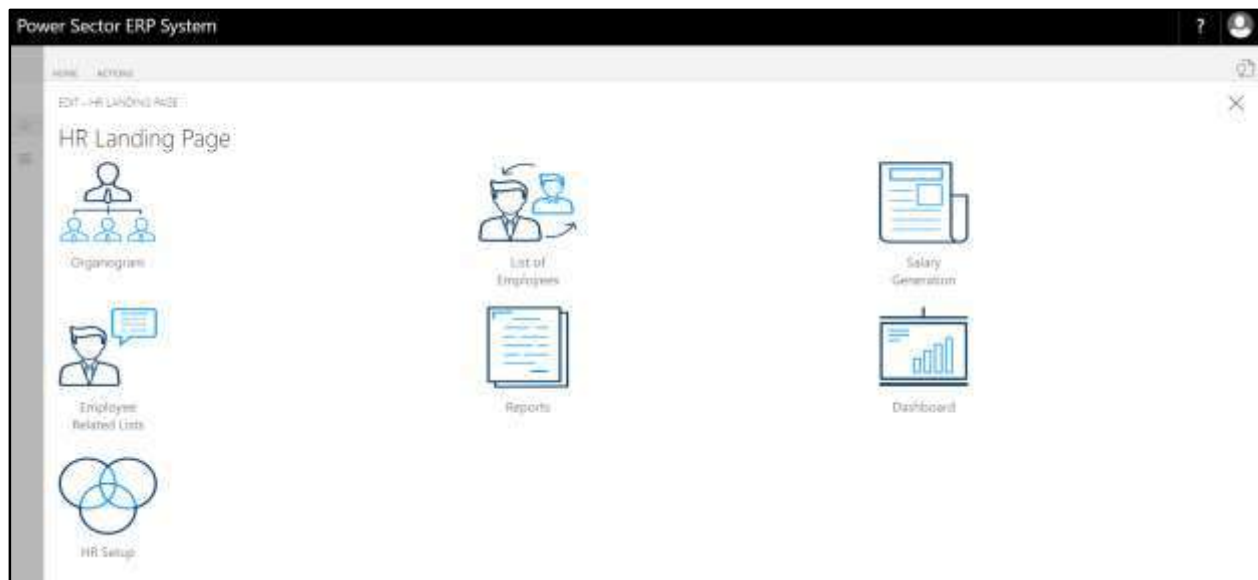 Power Sector ERP System
?
HOME ACTIONS
EDIT - HR LANDING PAGE
HR Landing Page
Organogram
List of
Employees
Salary
Generation
Employee
Related Lists
Reports
Dashboard
HR Setup